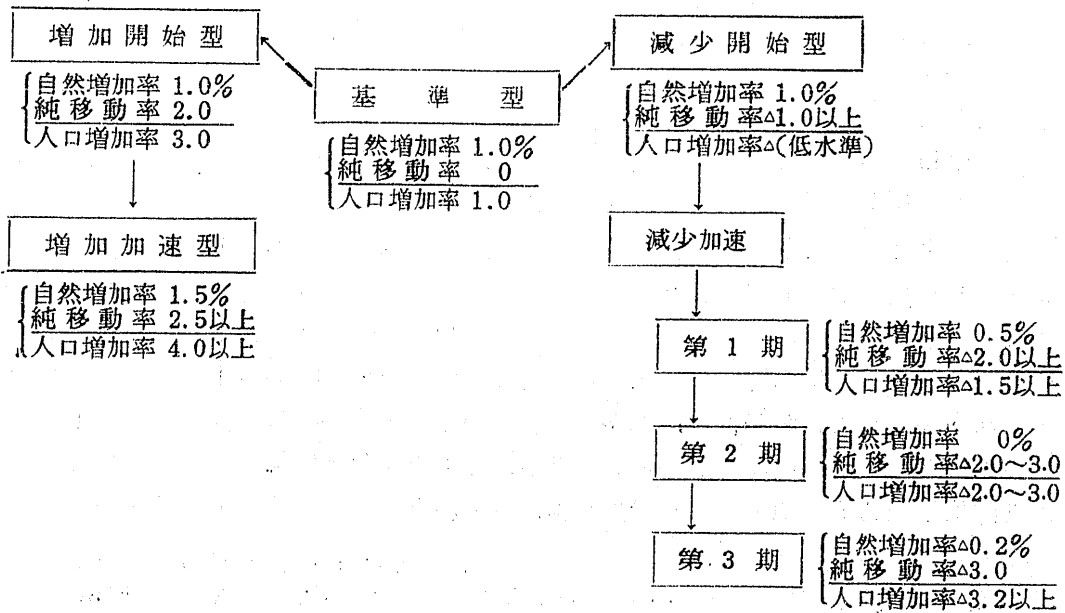 増加開始型
自然増加率 1.0%
純移動率 2.0
人口増加率 3.0
増加加速型
自然増加率 1.5%
純移動率 2.5以上
人口増加率 4.0以上
基準型
自然増加率 1.0%
純移動率 0
人口増加率 1.0
減少開始型
自然増加率 1.0%
純移動率△1.0以上
人口増加率△(低水準)
減少加速
第1期
自然増加率 0.5%
純移動率△2.0以上
人口増加率△1.5以上
第2期
自然増加率 0%
純移動率△2.0~3.0
人口増加率△2.0~3.0
第3期
自然増加率△0.2%
純移動率△3.0
人口増加率△3.2以上